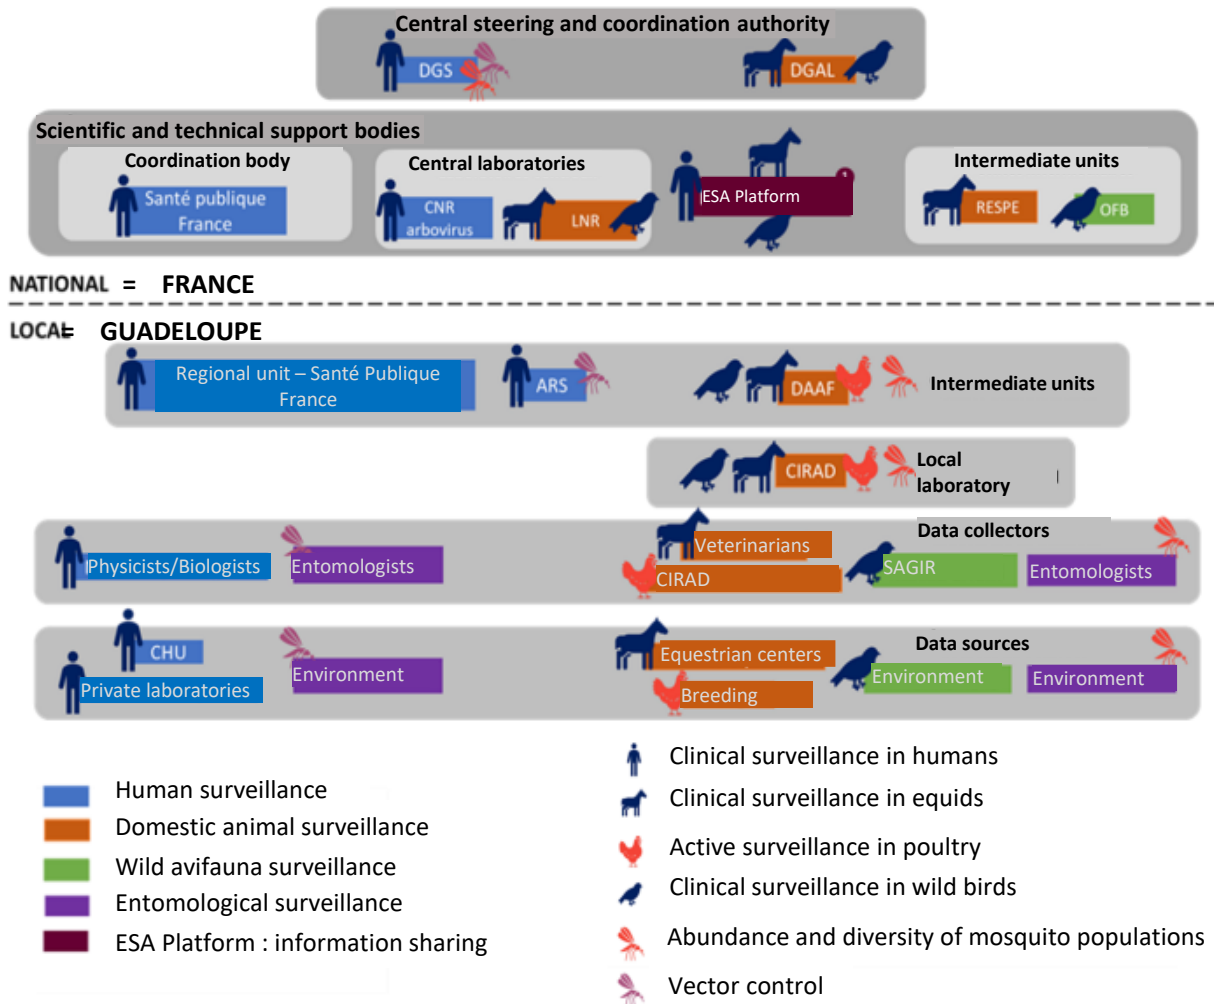 Central steering and coordination authority
DGS
DGAL
Scientific and technical support bodies
Coordination body
Santé publique
France
Central laboratories
CNR
arbovirus
LNR
ESA Platform
1
Intermediate units
RESPE
OFB
NATIONAL = FRANCE
LOCAL = GUADELOUPE
Regional unit – Santé Publique
France
ARS
DAAF
Intermediate units
CIRAD
Local
laboratory
Data collectors
Physicists/Biologists
Entomologists
Veterinarians
CIRAD
SAGIR
Entomologists
Data sources
CHU
Private laboratories
Environment
Equestrian centers
Breeding
Environment
Environment
Human surveillance
Domestic animal surveillance
Wild avifauna surveillance
Entomological surveillance
ESA Platform : information sharing
Clinical surveillance in humans
Clinical surveillance in equids
Active surveillance in poultry
Clinical surveillance in wild birds
Abundance and diversity of mosquito populations
Vector control